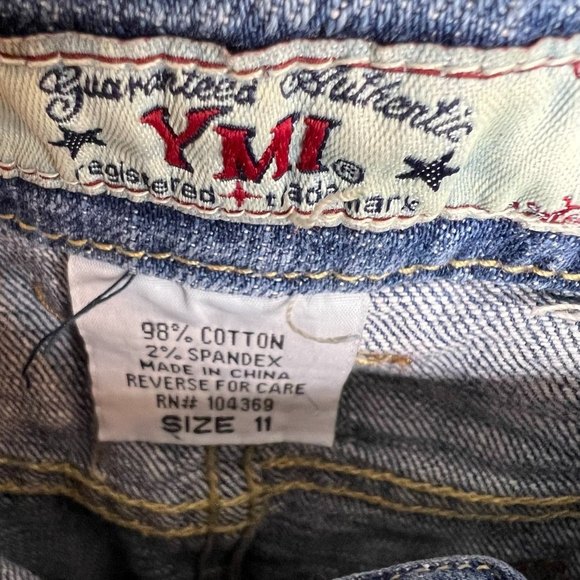 Guaranteed Authentic
YMI®
registered trademark
98% COTTON
2% SPANDEX
MADE IN CHINA
REVERSE FOR CARE
RN# 104369
SIZE 11